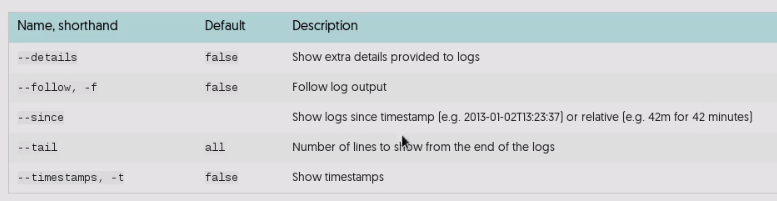 Name, shorthand Default Description
--details false Show extra details provided to logs
--follow, -f false Follow log output
--since Show logs since timestamp (e.g. 2013-01-02T13:23:37) or relative (e.g. 42m for 42 minutes)
--tail all Number of lines to show from the end of the logs
--timestamps, -t false Show timestamps